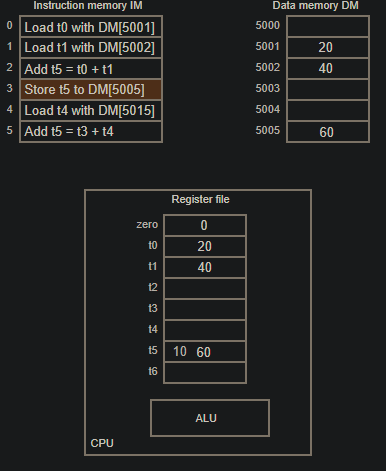 Instruction memory IM
Data memory DM
0 Load t0 with DM[5001]
1 Load t1 with DM[5002]
2 Add t5 = t0 + t1
3 Store t5 to DM[5005]
4 Load t4 with DM[5015]
5 Add t5 = t3 + t4
5000
5001 20
5002 40
5003
5004
5005 60
Register file
zero 0
t0 20
t1 40
t2
t3
t4
t5 10 60
t6
ALU
CPU